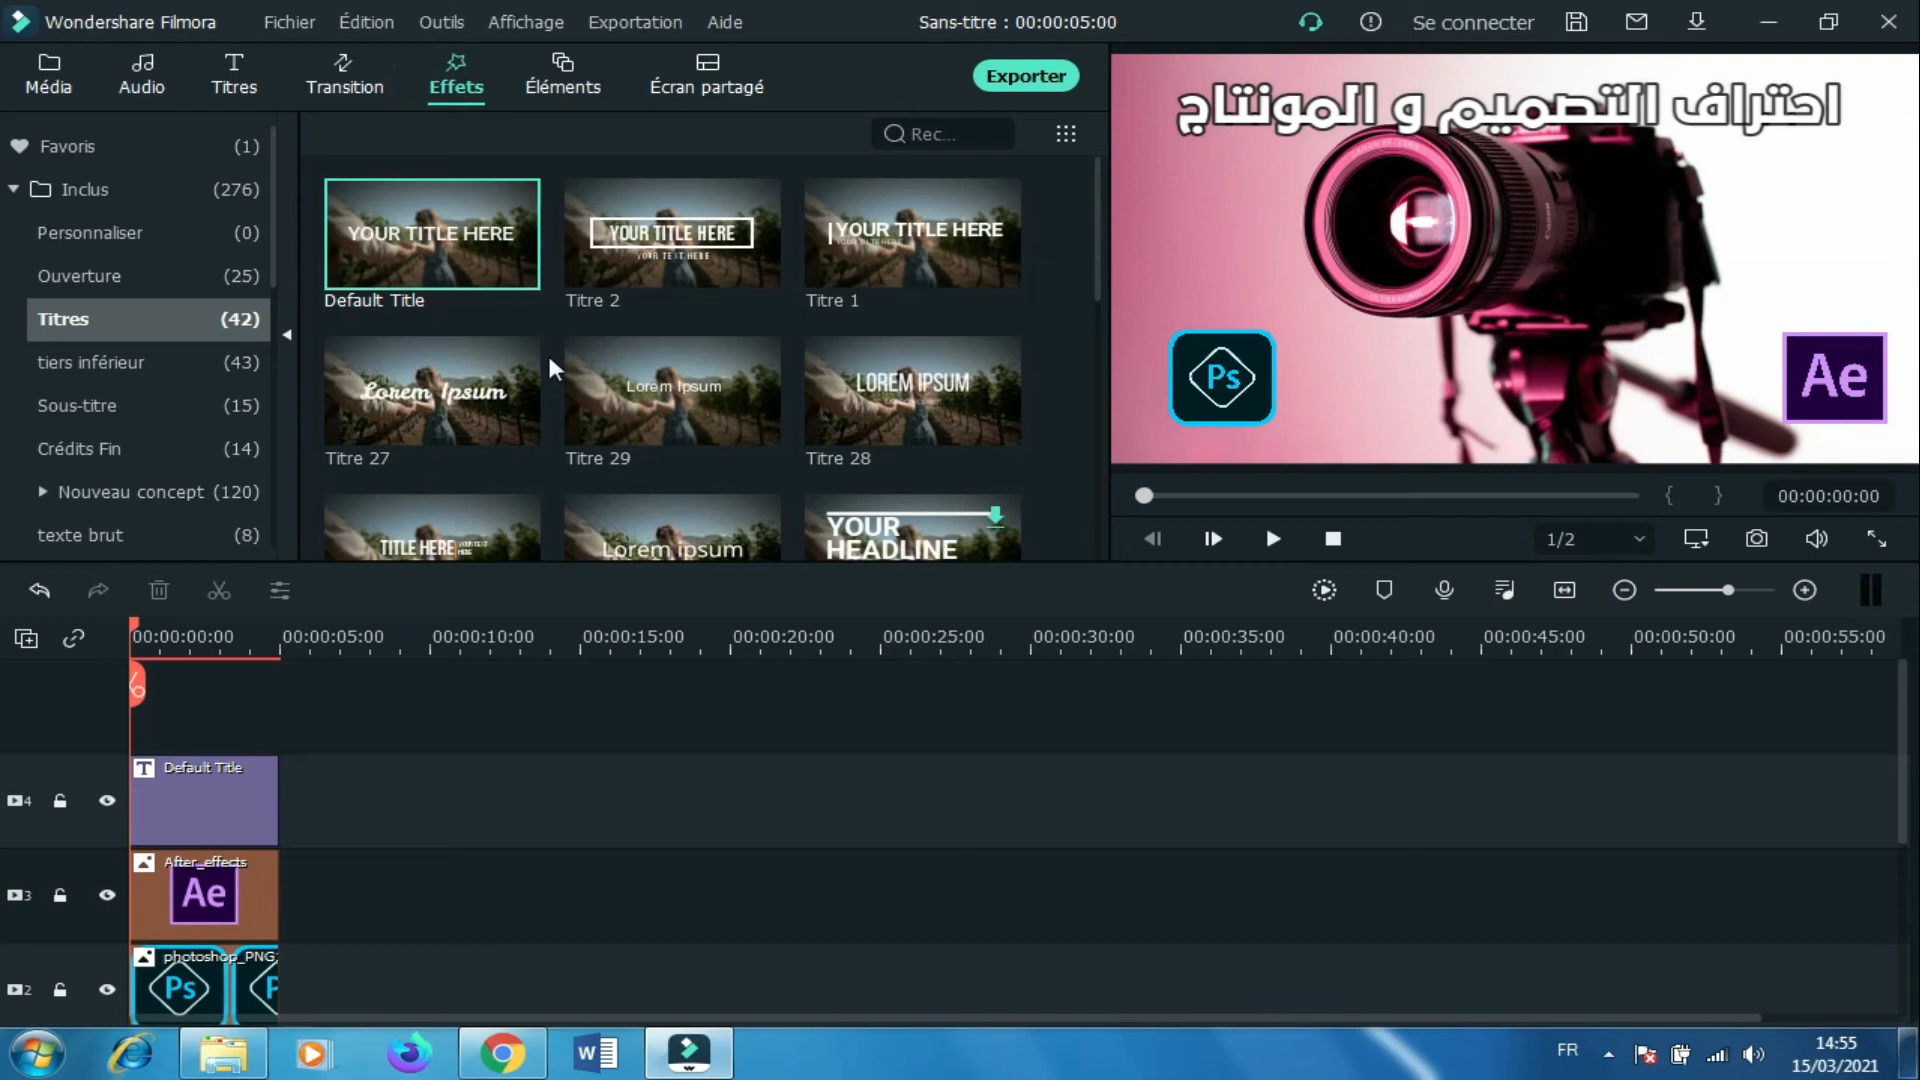 Wondershare Filmora
Fichier Édition Outils Affichage Exportation Aide
Sans-titre : 00:00:05:00
Se connecter
Média Audio Titres Transition Effets Éléments Écran partagé
Exporter
Favoris (1)
Inclus (276)
Personnaliser (0)
Ouverture (25)
Titres (42)
tiers inférieur (43)
Sous-titre (15)
Crédits Fin (14)
Nouveau concept (120)
texte brut (8)
Rec...
YOUR TITLE HERE
Default Title
YOUR TITLE HERE
YOUR TEXT HERE
Titre 2
YOUR TITLE HERE
Titre 1
Lorem Ipsum
Titre 27
Lorem Ipsum
Titre 29
LOREM IPSUM
Titre 28
TITLE HERE
Lorem ipsum
YOUR
HEADLINE
احتراف التصميم و المونتاج
Ps
Ae
{ } 00:00:00:00
1/2
00:00:00:00 00:00:05:00 00:00:10:00 00:00:15:00 00:00:20:00 00:00:25:00 00:00:30:00 00:00:35:00 00:00:40:00 00:00:45:00 00:00:50:00 00:00:55:00
T Default Title
4
After_effects
Ae
3
photoshop_PNG
Ps
2
FR
14:55
15/03/2021